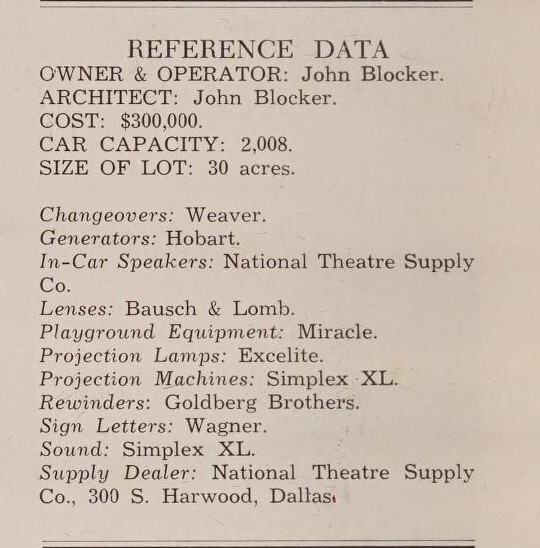 REFERENCE DATA
OWNER & OPERATOR: John Blocker.
ARCHITECT: John Blocker.
COST: $300,000.
CAR CAPACITY: 2,008.
SIZE OF LOT: 30 acres.
Changeovers: Weaver.
Generators: Hobart.
In-Car Speakers: National Theatre Supply
Co.
Lenses: Bausch & Lomb.
Playground Equipment: Miracle.
Projection Lamps: Excelite.
Projection Machines: Simplex XL.
Rewinders: Goldberg Brothers.
Sign Letters: Wagner.
Sound: Simplex XL.
Supply Dealer: National Theatre Supply
Co., 300 S. Harwood, Dallas.